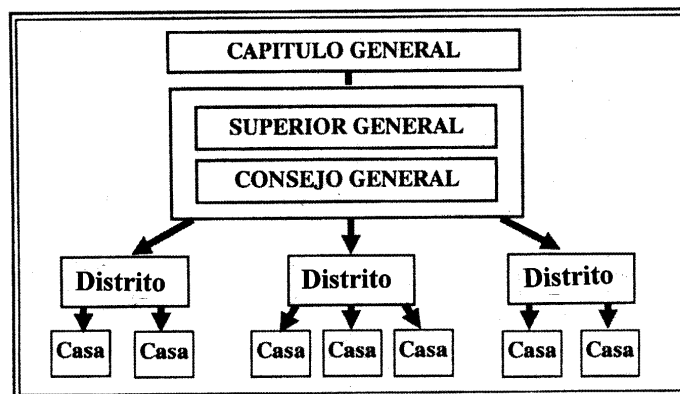 CAPITULO GENERAL
SUPERIOR GENERAL
CONSEJO GENERAL
Distrito Distrito Distrito
Casa Casa Casa Casa Casa Casa Casa